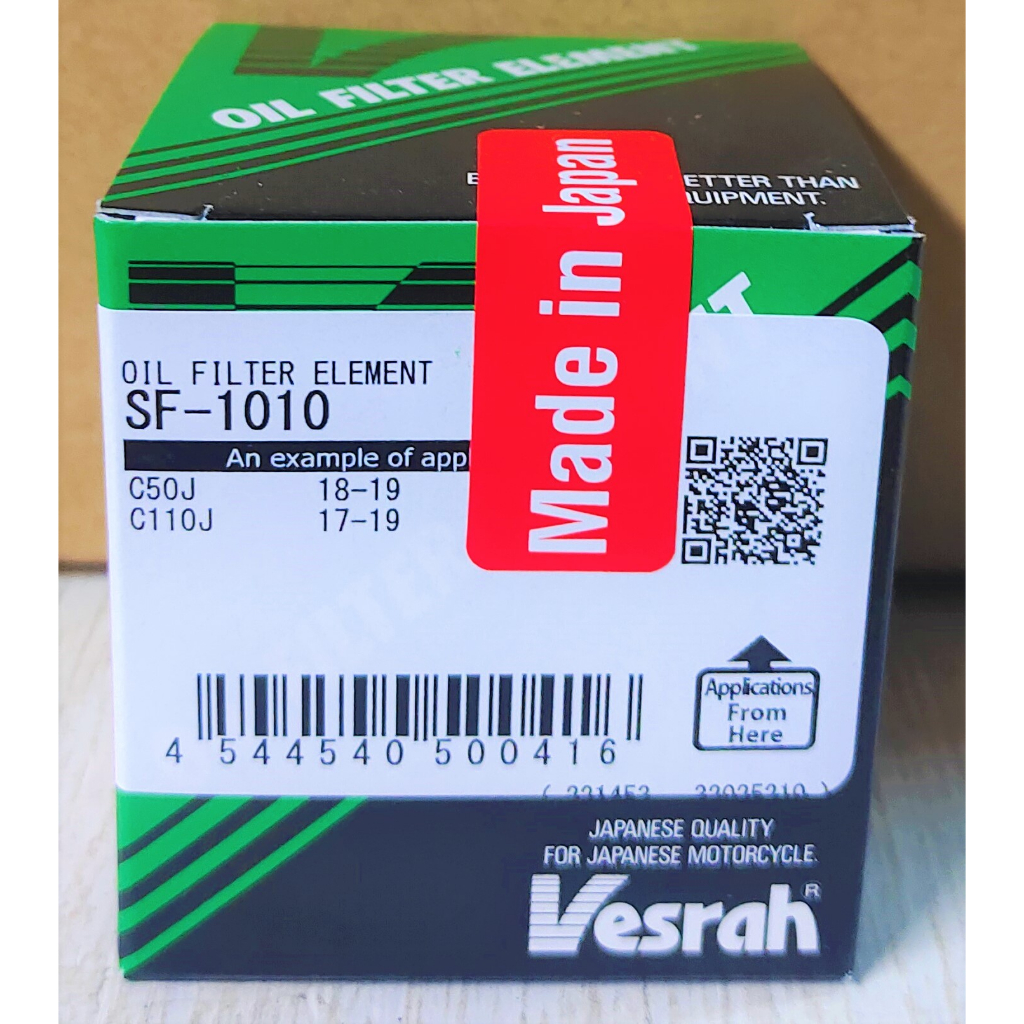 OIL FILTER ELEMENT
ETTER THAN
UIPMENT.
Made in Japan
OIL FILTER ELEMENT
SF-1010
An example of app
C50J 18-19
C110J 17-19
Applications
From
Here
4 544540 500416
JAPANESE QUALITY
FOR JAPANESE MOTORCYCLE.
Vesrah®